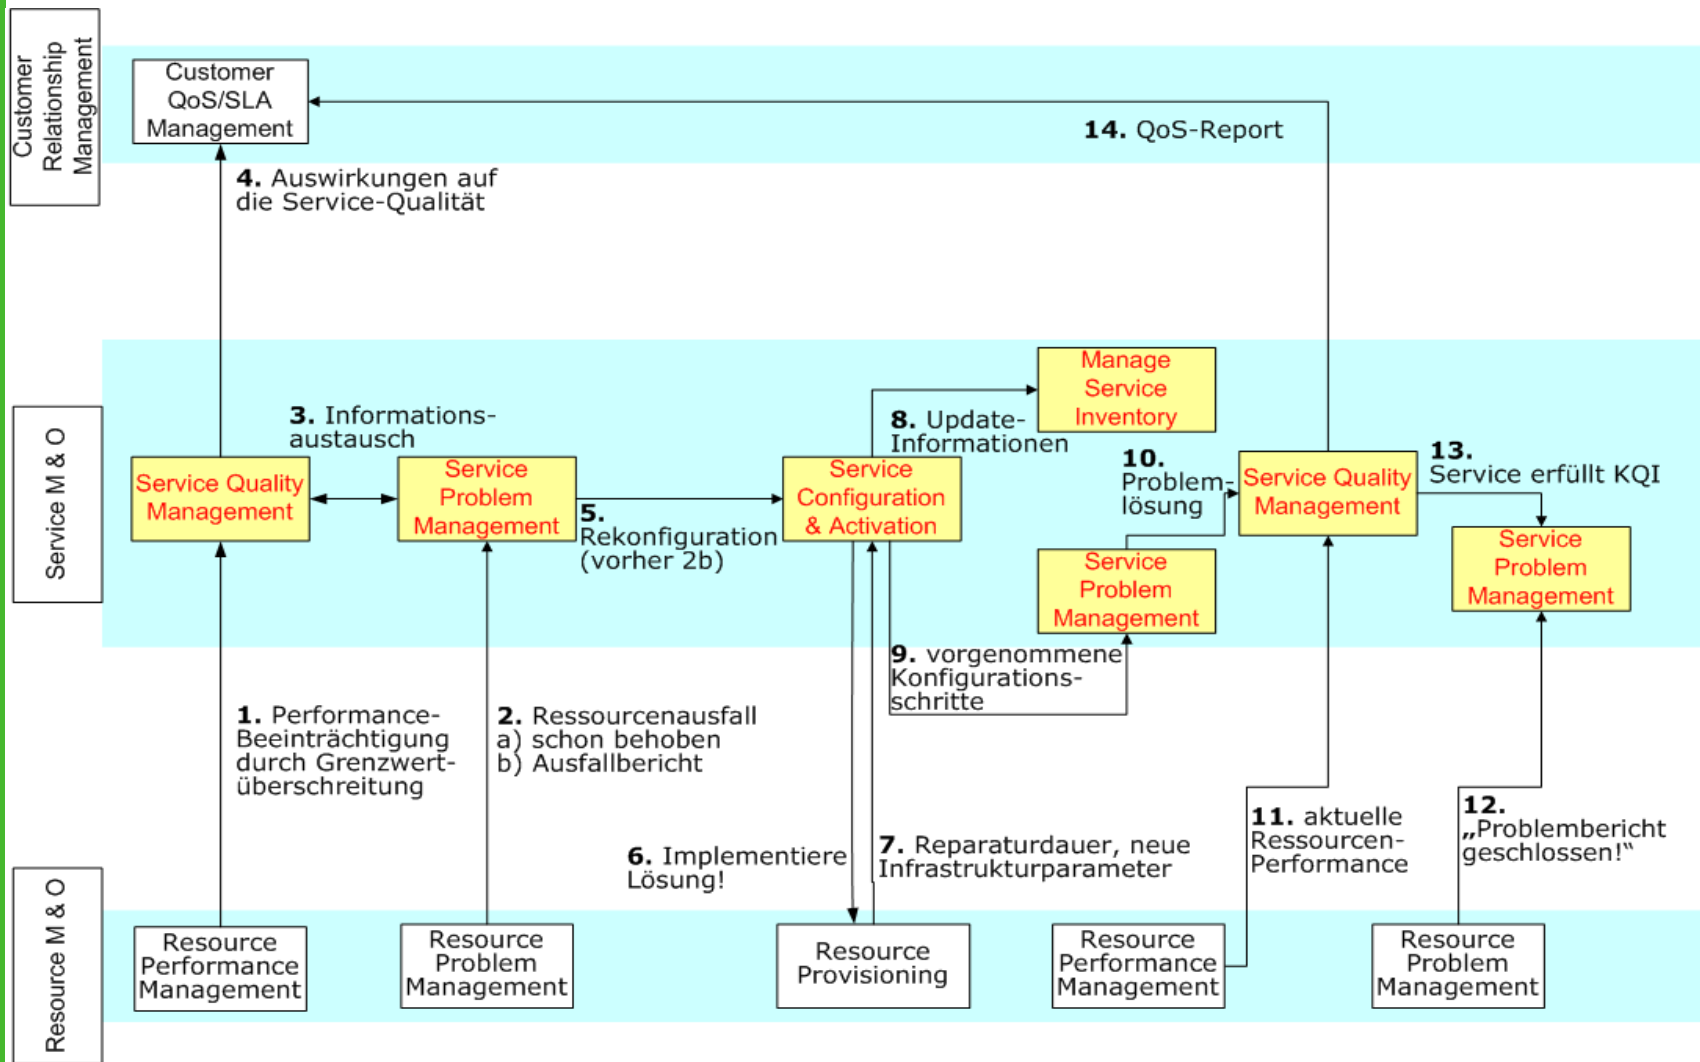 Customer
Relationship
Management
Customer
QoS/SLA
Management
14. QoS-Report
4. Auswirkungen auf
die Service-Qualität
Service M & O
Manage
Service
Inventory
3. Informations-
austausch
8. Update-
Informationen
Service Quality
Management
Service
Problem
Management
5.
Rekonfiguration
(vorher 2b)
Service
Configuration
& Activation
10.
Problem-
lösung
Service Quality
Management
13.
Service erfüllt KQI
Service
Problem
Management
Service
Problem
Management
9. vorgenommene
Konfigurations-
schritte
1. Performance-
Beeinträchtigung
durch Grenzwert-
überschreitung
2. Ressourcenausfall
a) schon behoben
b) Ausfallbericht
6. Implementiere
Lösung!
7. Reparaturdauer, neue
Infrastrukturparameter
11. aktuelle
Ressourcen-
Performance
12.
„Problembericht
geschlossen!“
Resource M & O
Resource
Performance
Management
Resource
Problem
Management
Resource
Provisioning
Resource
Performance
Management
Resource
Problem
Management